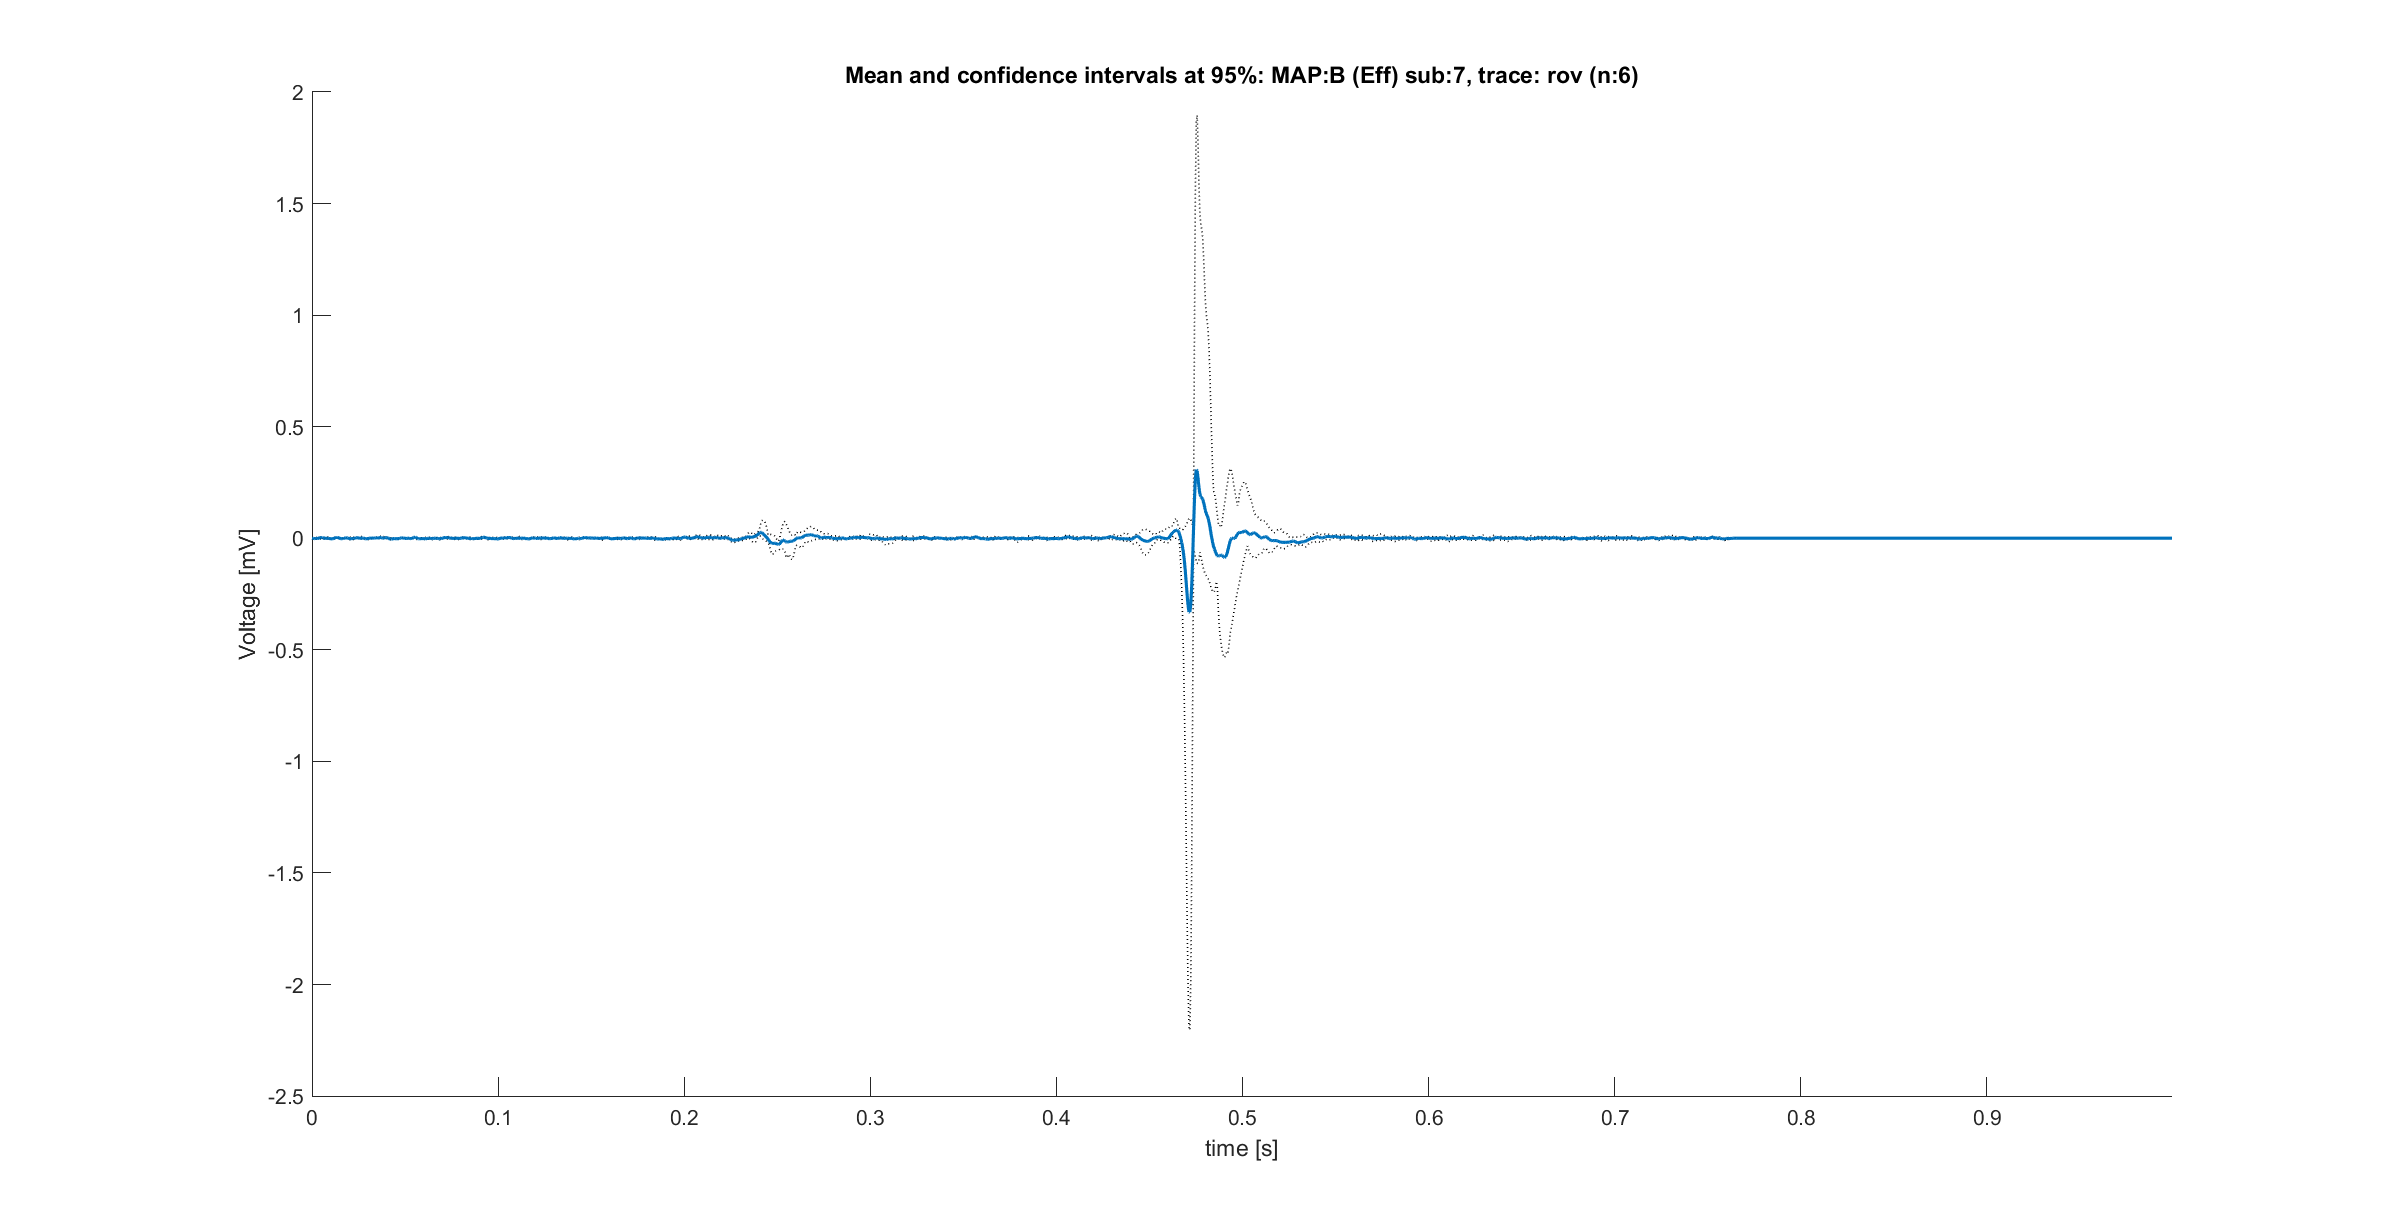 Mean and confidence intervals at 95%: MAP:B (Eff) sub:7, trace: rov (n:6)
2
1.5
1
0.5
0
-0.5
-1
-1.5
-2
-2.5
Voltage [mV]
0 0.1 0.2 0.3 0.4 0.5 0.6 0.7 0.8 0.9
time [s]